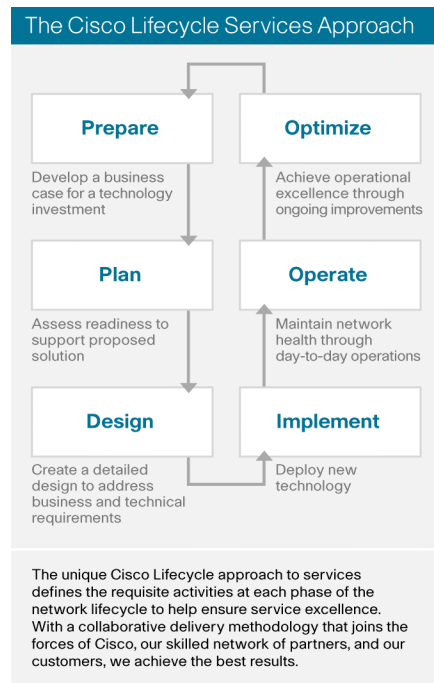 The Cisco Lifecycle Services Approach
Prepare
Develop a business
case for a technology
investment
Plan
Assess readiness to
support proposed
solution
Design
Create a detailed
design to address
business and technical
requirements
Implement
Deploy new
technology
Operate
Maintain network
health through
day-to-day operations
Optimize
Achieve operational
excellence through
ongoing improvements
The unique Cisco Lifecycle approach to services
defines the requisite activities at each phase of the
network lifecycle to help ensure service excellence.
With a collaborative delivery methodology that joins the
forces of Cisco, our skilled network of partners, and our
customers, we achieve the best results.